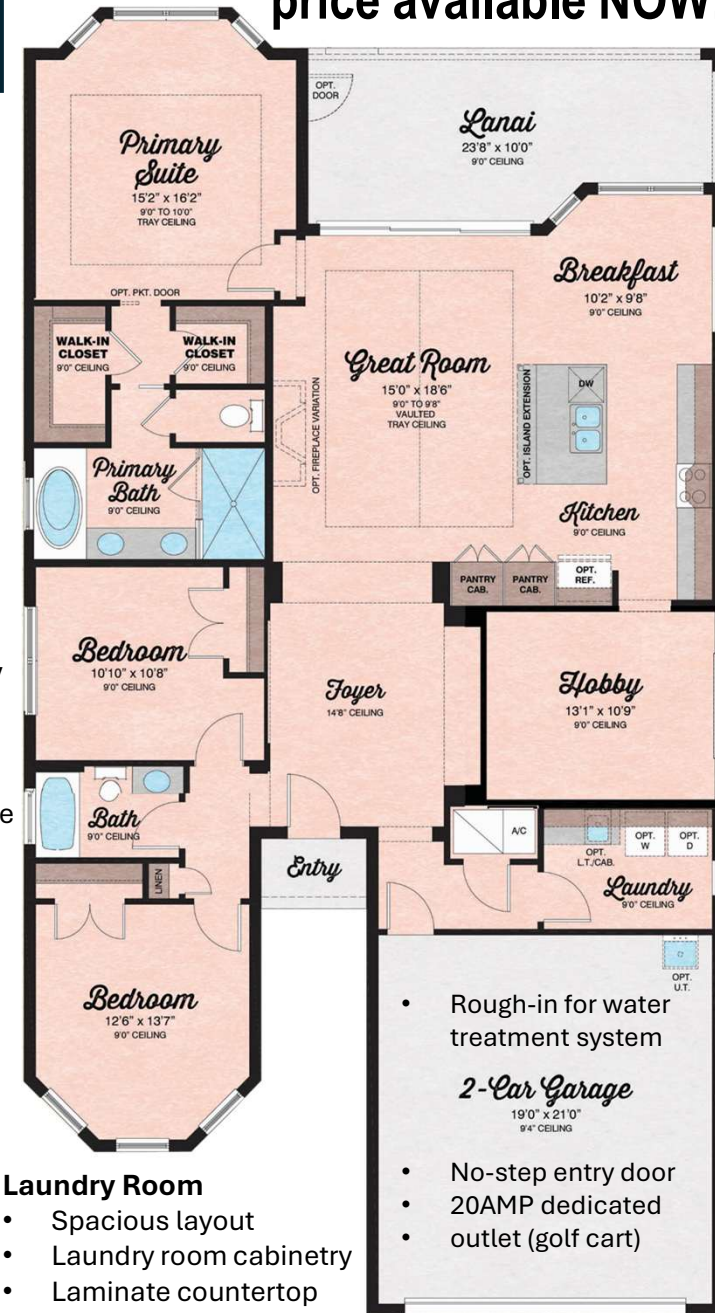 price available NOW
OPT.
DOOR
Lanai
23'8" x 10'0"
9'0" CEILING
Primary
Suite
15'2" x 16'2"
9'0" TO 10'0"
TRAY CEILING
Breakfast
10'2" x 9'8"
9'0" CEILING
OPT. PKT. DOOR
WALK-IN
CLOSET
9'0" CEILING
WALK-IN
CLOSET
9'0" CEILING
Great Room
15'0" x 18'6"
9'0" TO 9'8"
VAULTED
TRAY CEILING
OPT. FIREPLACE VARIATION
OPT. ISLAND EXTENSION
DW
Primary
Bath
9'0" CEILING
Kitchen
9'0" CEILING
PANTRY
CAB.
PANTRY
CAB.
OPT.
REF.
Bedroom
10'10" x 10'8"
9'0" CEILING
Foyer
14'8" CEILING
Hobby
13'1" x 10'9"
9'0" CEILING
Bath
9'0" CEILING
LINEN
Entry
A/C
OPT.
L.T./CAB.
OPT.
W
OPT.
D
Laundry
9'0" CEILING
Bedroom
12'6" x 13'7"
9'0" CEILING
OPT.
U.T.
• Rough-in for water
treatment system
2-Car Garage
19'0" x 21'0"
9'4" CEILING
• No-step entry door
• 20AMP dedicated
• outlet (golf cart)
Laundry Room
• Spacious layout
• Laundry room cabinetry
• Laminate countertop